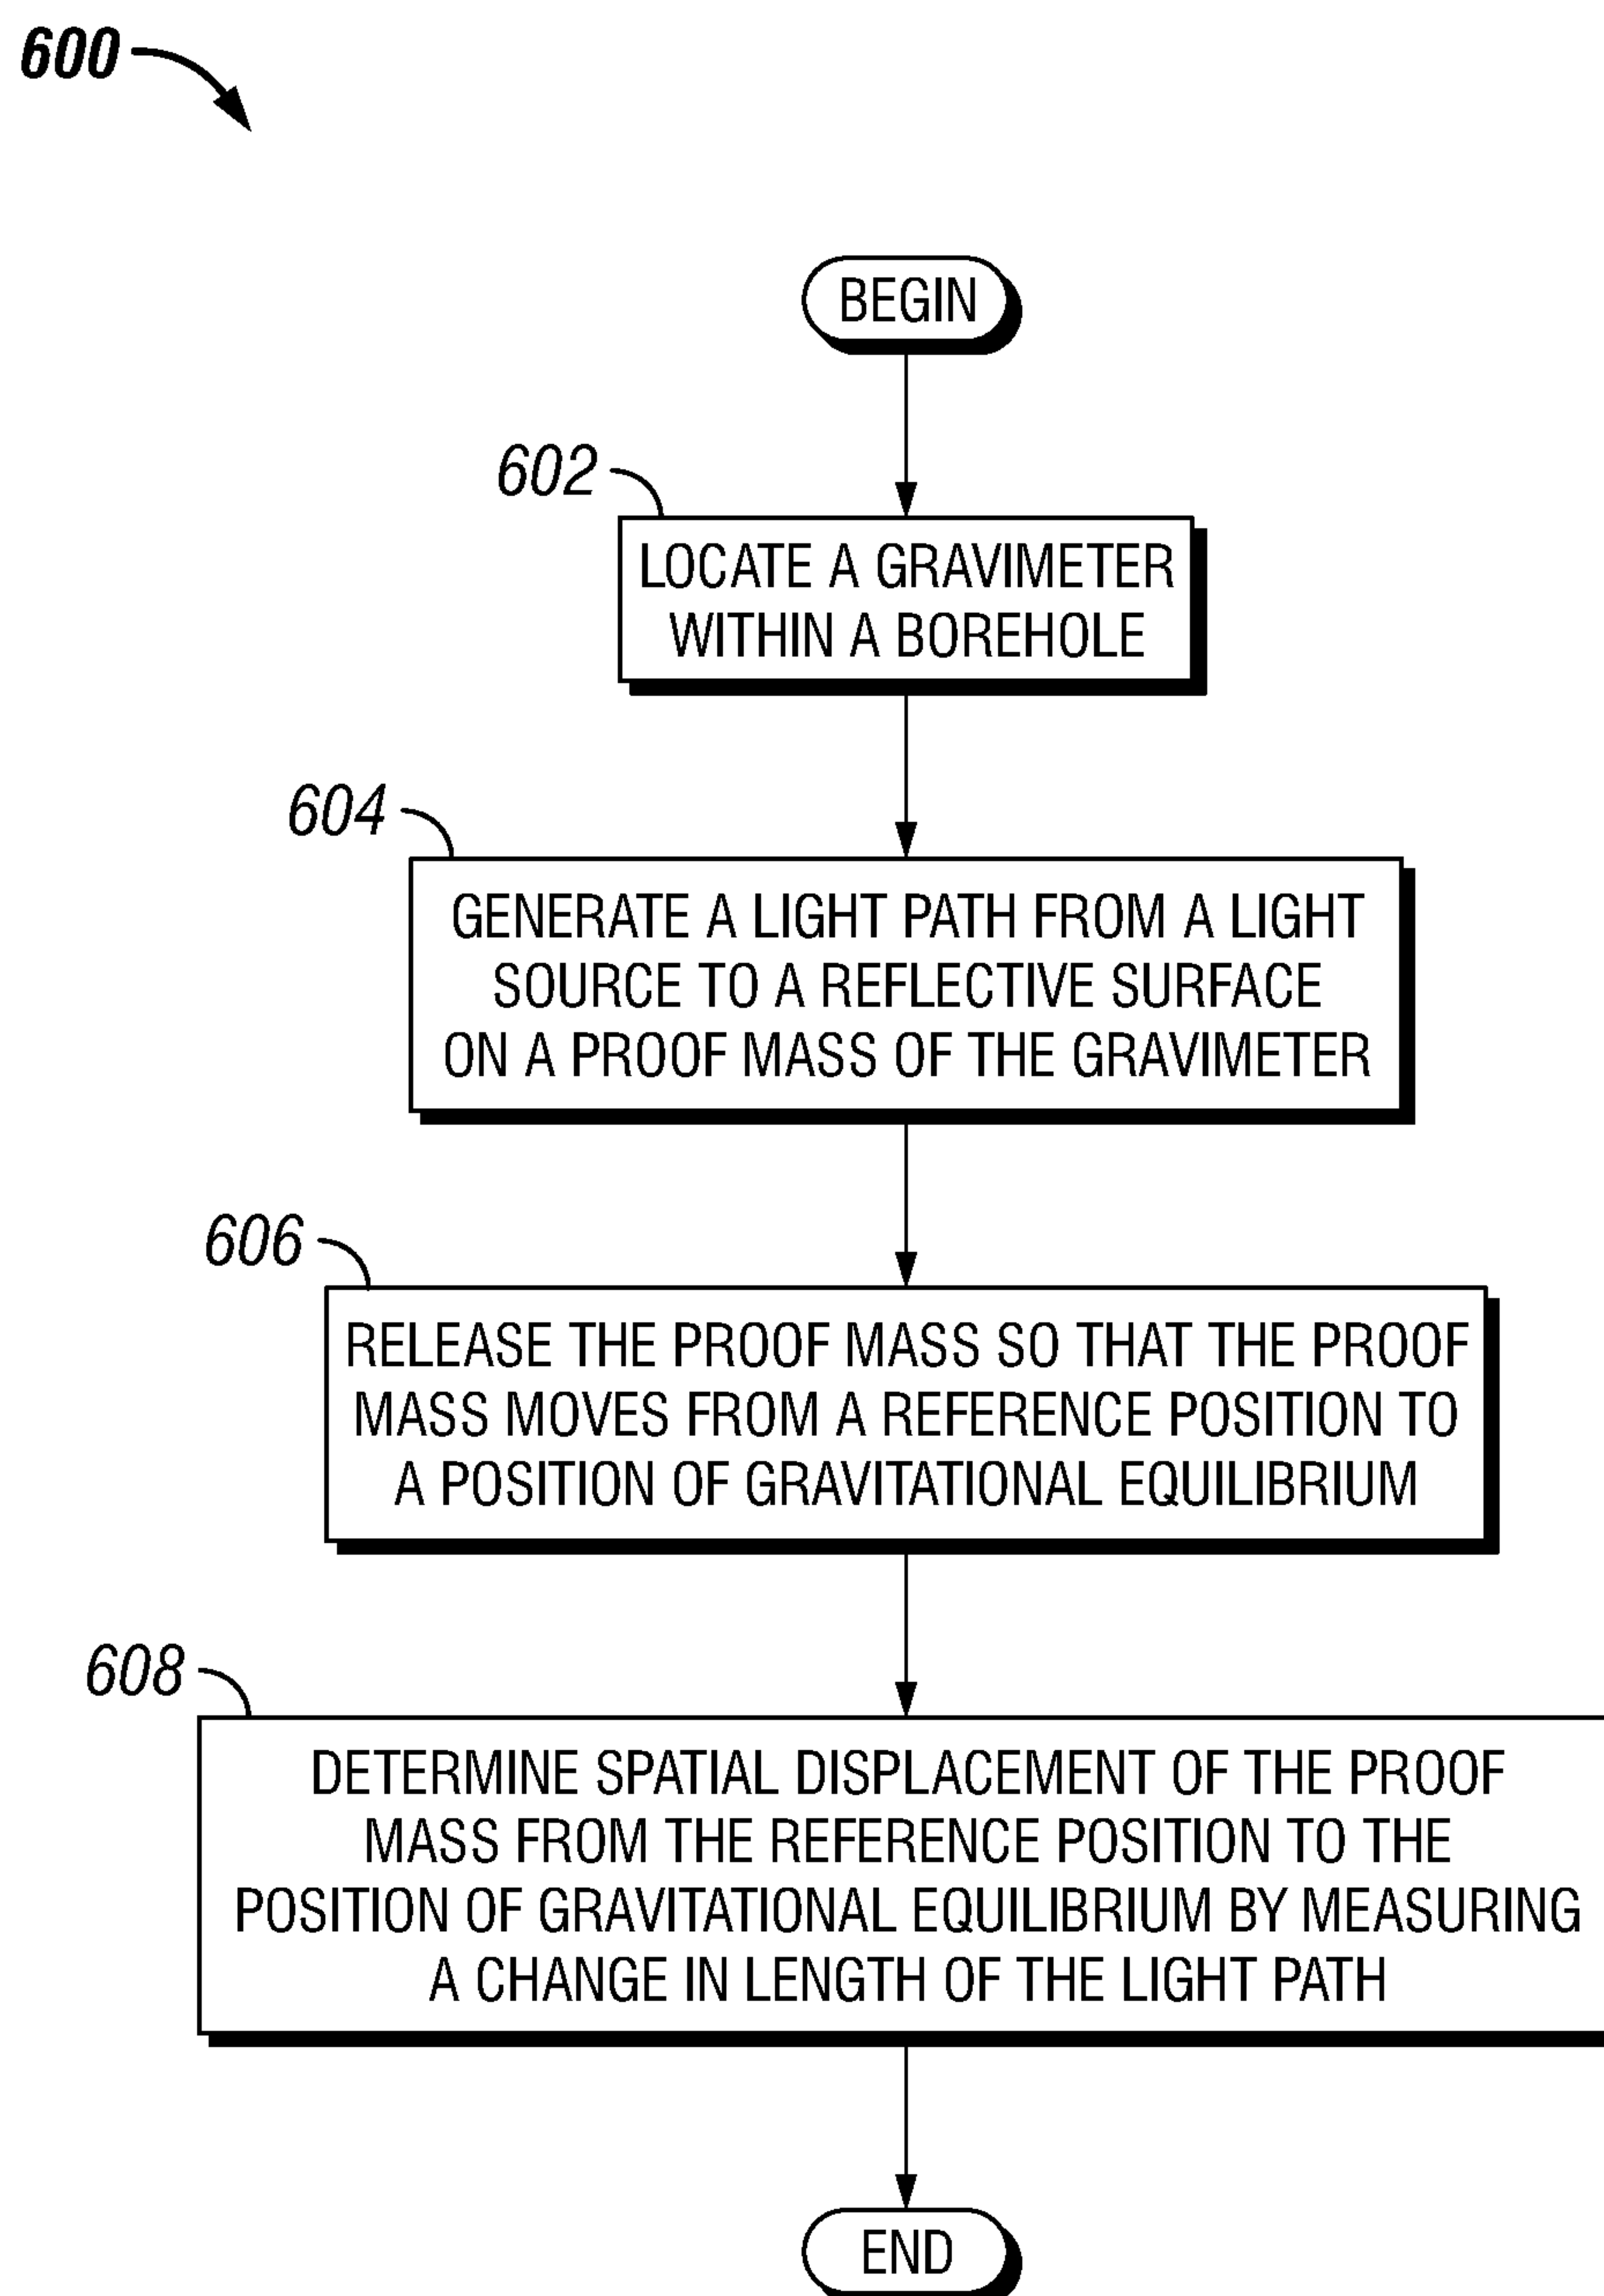 600
BEGIN
602
LOCATE A GRAVIMETER
WITHIN A BOREHOLE
604
GENERATE A LIGHT PATH FROM A LIGHT
SOURCE TO A REFLECTIVE SURFACE
ON A PROOF MASS OF THE GRAVIMETER
606
RELEASE THE PROOF MASS SO THAT THE PROOF
MASS MOVES FROM A REFERENCE POSITION TO
A POSITION OF GRAVITATIONAL EQUILIBRIUM
608
DETERMINE SPATIAL DISPLACEMENT OF THE PROOF
MASS FROM THE REFERENCE POSITION TO THE
POSITION OF GRAVITATIONAL EQUILIBRIUM BY MEASURING
A CHANGE IN LENGTH OF THE LIGHT PATH
END